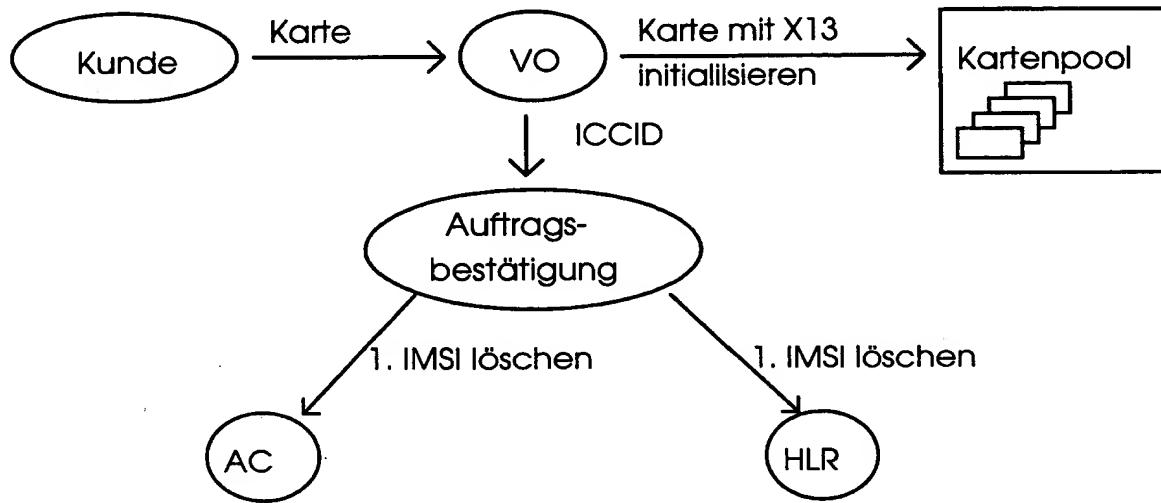 Karte
Karte mit X13
Kunde
VO
initialilsieren
Kartenpool
ICCID
Auftrags-
bestätigung
1. IMSI löschen
1. IMSI löschen
AC
HLR